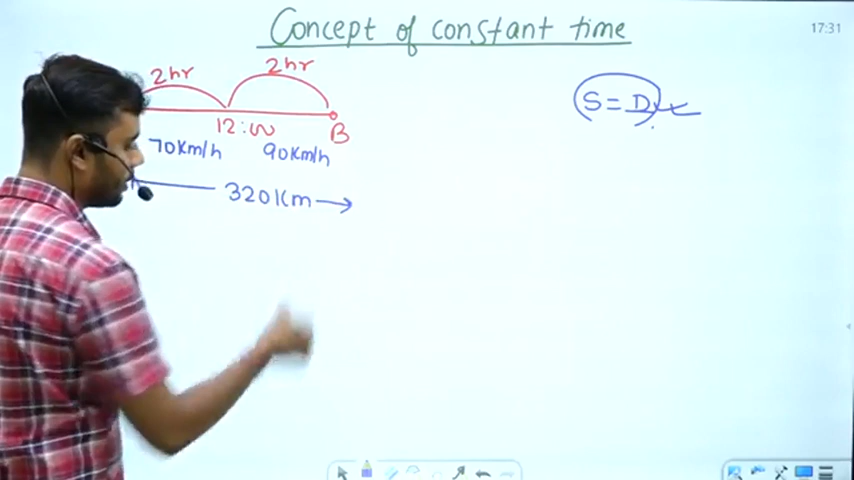 Concept of constant time
17:31
2hr 2hr
S = D
12:00
B
70Km/h 90Km/h
320Km